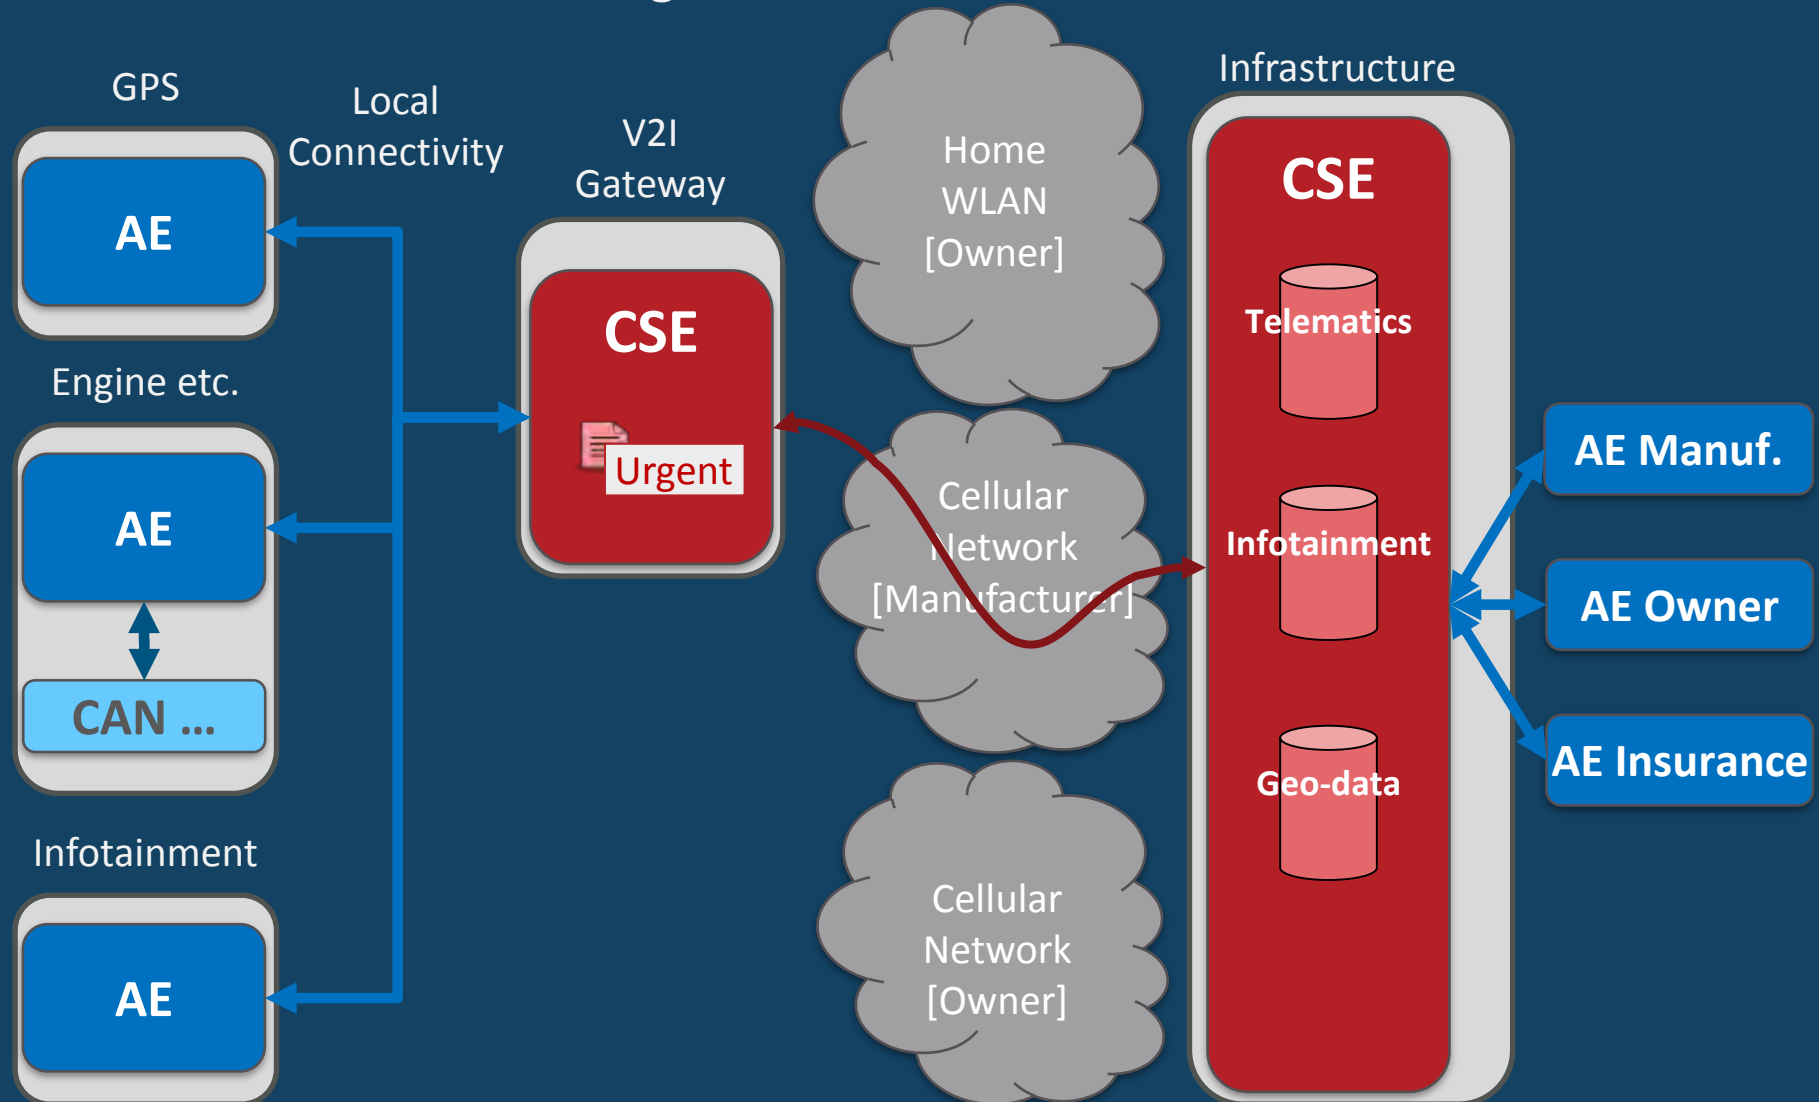 GPS
AE
Engine etc.
AE
CAN ...
Infotainment
AE
Local
Connectivity
V2I
Gateway
CSE
Urgent
Home
WLAN
[Owner]
Cellular
Network
[Manufacturer]
Cellular
Network
[Owner]
Infrastructure
CSE
Telematics
Infotainment
Geo-data
AE Manuf.
AE Owner
AE Insurance